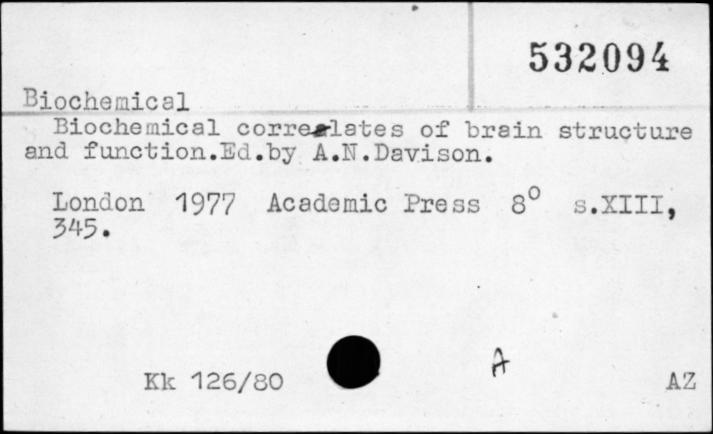 532094
Biochemical
Biochemical correlates of brain structure
and function.Ed.by A.N.Davison.
London 1977 Academic Press 8° s.XIII,
345.
Kk 126/80 A AZ